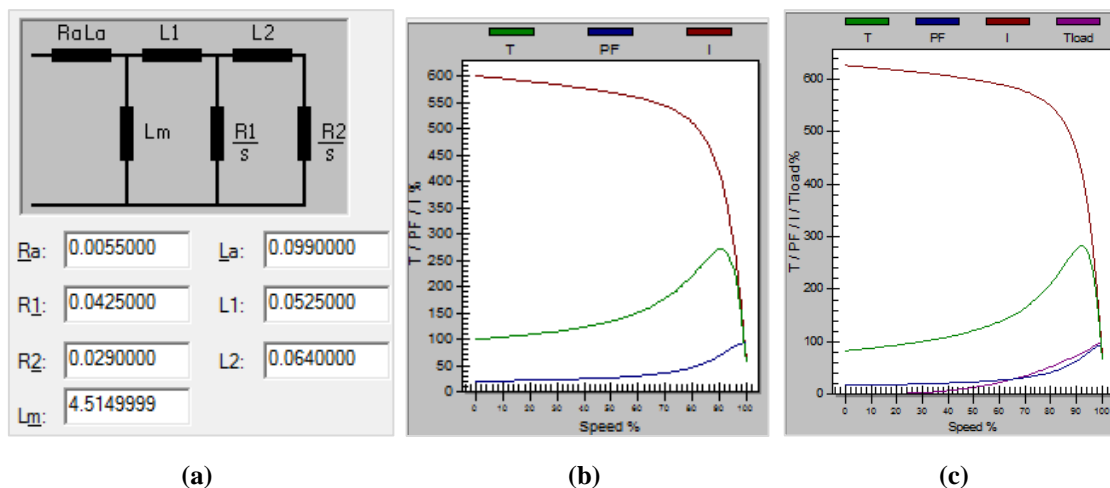 RaLa L1 L2
Lm R1/s R2/s
Ra: 0.0055000 La: 0.0990000
R1: 0.0425000 L1: 0.0525000
R2: 0.0290000 L2: 0.0640000
Lm: 4.5149999
(a)
T PF I
T / PF / I %
600
550
500
450
400
350
300
250
200
150
100
50
0
0 10 20 30 40 50 60 70 80 90 100
Speed %
(b)
T PF I Tload
T / PF / I / Tload%
600
500
400
300
200
100
0
0 10 20 30 40 50 60 70 80 90 100
Speed %
(c)